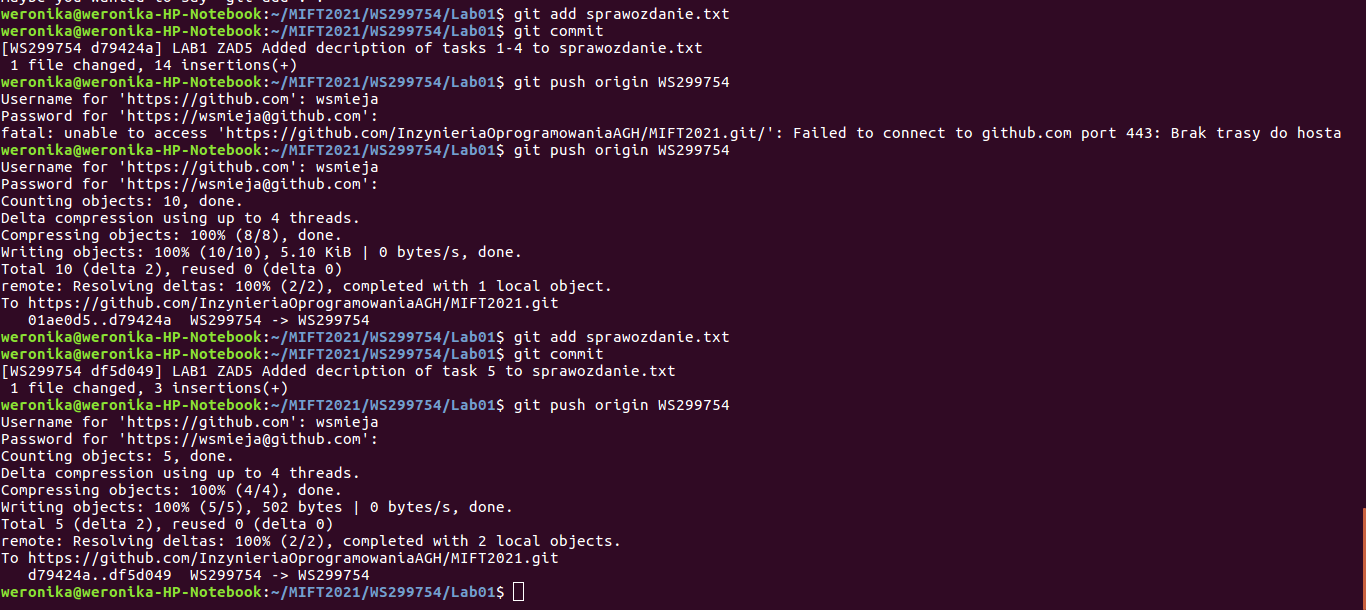 Maybe you wanted to say 'git add .'?
weronika@weronika-HP-Notebook:~/MIFT2021/WS299754/Lab01$ git add sprawozdanie.txt
weronika@weronika-HP-Notebook:~/MIFT2021/WS299754/Lab01$ git commit
[WS299754 d79424a] LAB1 ZAD5 Added decription of tasks 1-4 to sprawozdanie.txt
 1 file changed, 14 insertions(+)
weronika@weronika-HP-Notebook:~/MIFT2021/WS299754/Lab01$ git push origin WS299754
Username for 'https://github.com': wsmieja
Password for 'https://wsmieja@github.com':
fatal: unable to access 'https://github.com/InzynieriaOprogramowaniaAGH/MIFT2021.git/': Failed to connect to github.com port 443: Brak trasy do hosta
weronika@weronika-HP-Notebook:~/MIFT2021/WS299754/Lab01$ git push origin WS299754
Username for 'https://github.com': wsmieja
Password for 'https://wsmieja@github.com':
Counting objects: 10, done.
Delta compression using up to 4 threads.
Compressing objects: 100% (8/8), done.
Writing objects: 100% (10/10), 5.10 KiB | 0 bytes/s, done.
Total 10 (delta 2), reused 0 (delta 0)
remote: Resolving deltas: 100% (2/2), completed with 1 local object.
To https://github.com/InzynieriaOprogramowaniaAGH/MIFT2021.git
   01ae0d5..d79424a  WS299754 -> WS299754
weronika@weronika-HP-Notebook:~/MIFT2021/WS299754/Lab01$ git add sprawozdanie.txt
weronika@weronika-HP-Notebook:~/MIFT2021/WS299754/Lab01$ git commit
[WS299754 df5d049] LAB1 ZAD5 Added decription of task 5 to sprawozdanie.txt
 1 file changed, 3 insertions(+)
weronika@weronika-HP-Notebook:~/MIFT2021/WS299754/Lab01$ git push origin WS299754
Username for 'https://github.com': wsmieja
Password for 'https://wsmieja@github.com':
Counting objects: 5, done.
Delta compression using up to 4 threads.
Compressing objects: 100% (4/4), done.
Writing objects: 100% (5/5), 502 bytes | 0 bytes/s, done.
Total 5 (delta 2), reused 0 (delta 0)
remote: Resolving deltas: 100% (2/2), completed with 2 local objects.
To https://github.com/InzynieriaOprogramowaniaAGH/MIFT2021.git
   d79424a..df5d049  WS299754 -> WS299754
weronika@weronika-HP-Notebook:~/MIFT2021/WS299754/Lab01$